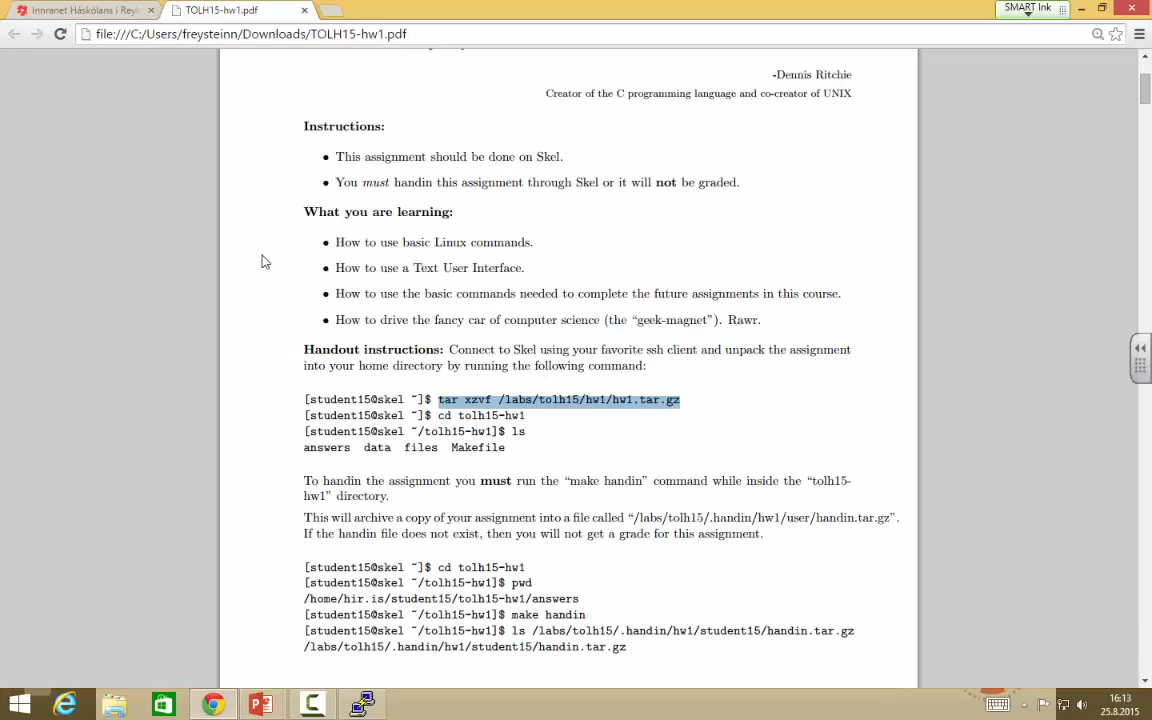 Innranet Háskólans í Reyk
TOLH15-hw1.pdf
SMART Ink
file:///C:/Users/freysteinn/Downloads/TOLH15-hw1.pdf
-Dennis Ritchie
Creator of the C programming language and co-creator of UNIX
Instructions:
• This assignment should be done on Skel.
• You must handin this assignment through Skel or it will not be graded.
What you are learning:
• How to use basic Linux commands.
• How to use a Text User Interface.
• How to use the basic commands needed to complete the future assignments in this course.
• How to drive the fancy car of computer science (the “geek-magnet”). Rawr.
Handout instructions: Connect to Skel using your favorite ssh client and unpack the assignment
into your home directory by running the following command:
[student15@skel ~]$ tar xzvf /labs/tolh15/hw1/hw1.tar.gz
[student15@skel ~]$ cd tolh15-hw1
[student15@skel ~/tolh15-hw1]$ ls
answers data files Makefile
To handin the assignment you must run the “make handin” command while inside the “tolh15-
hw1” directory.
This will archive a copy of your assignment into a file called “/labs/tolh15/.handin/hw1/user/handin.tar.gz”.
If the handin file does not exist, then you will not get a grade for this assignment.
[student15@skel ~]$ cd tolh15-hw1
[student15@skel ~/tolh15-hw1]$ pwd
/home/hir.is/student15/tolh15-hw1/answers
[student15@skel ~/tolh15-hw1]$ make handin
[student15@skel ~/tolh15-hw1]$ ls /labs/tolh15/.handin/hw1/student15/handin.tar.gz
/labs/tolh15/.handin/hw1/student15/handin.tar.gz
16:13
25.8.2015